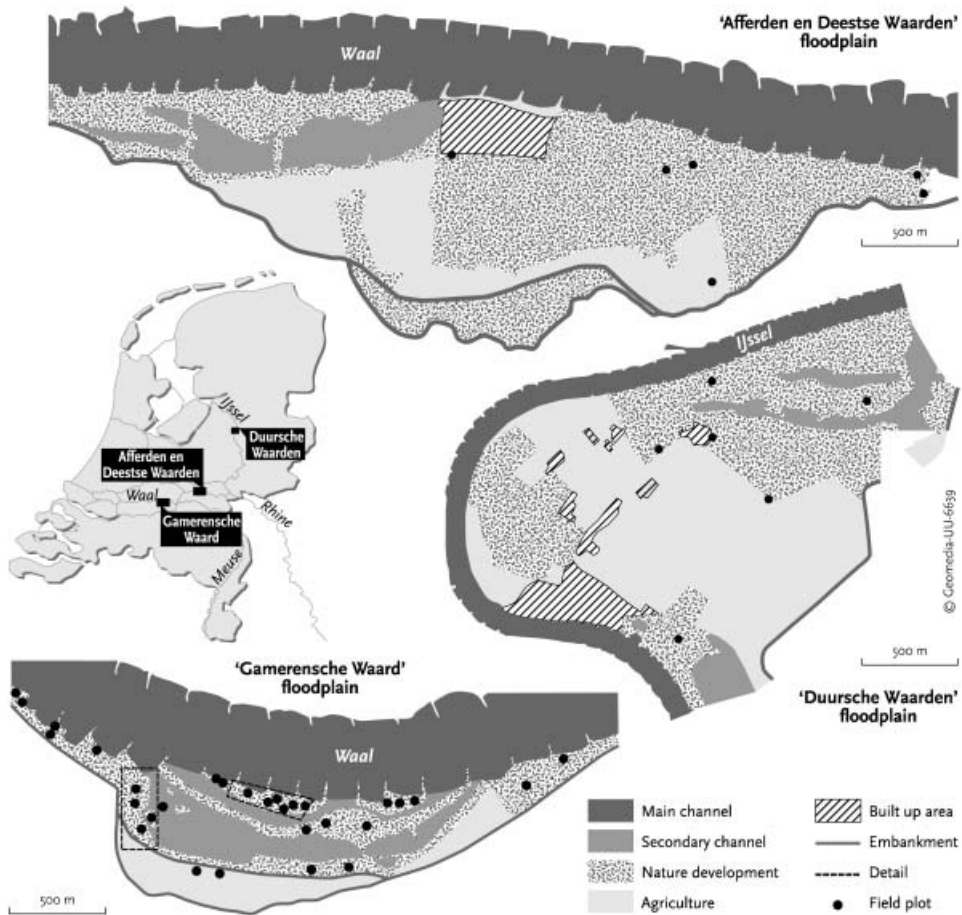 'Afferden en Deestse Waarden'
floodplain
Waal
500 m
IJssel
IJssel
Duursche
Waarden
Afferden en
Deestse Waarden
Waal
Gamerensche
Waard
Rhine
Meuse
© Geomedia-UU-6639
500 m
'Gamerensche Waard'
floodplain
'Duursche Waarden'
floodplain
Waal
500 m
Main channel
Secondary channel
Nature development
Agriculture
Built up area
Embankment
Detail
Field plot